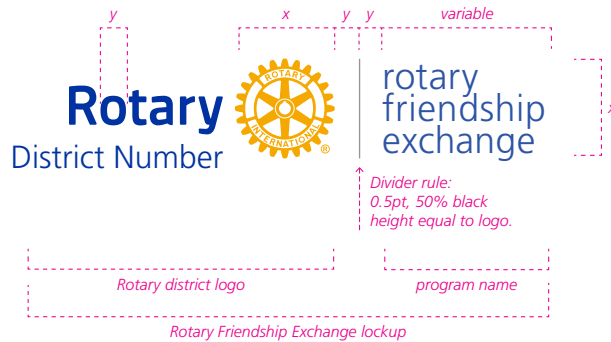 y
x
y
y
variable
Rotary
District Number
ROTARY
INTERNATIONAL
®
rotary
friendship
exchange
x
Divider rule:
0.5pt, 50% black
height equal to logo.
Rotary district logo
program name
Rotary Friendship Exchange lockup